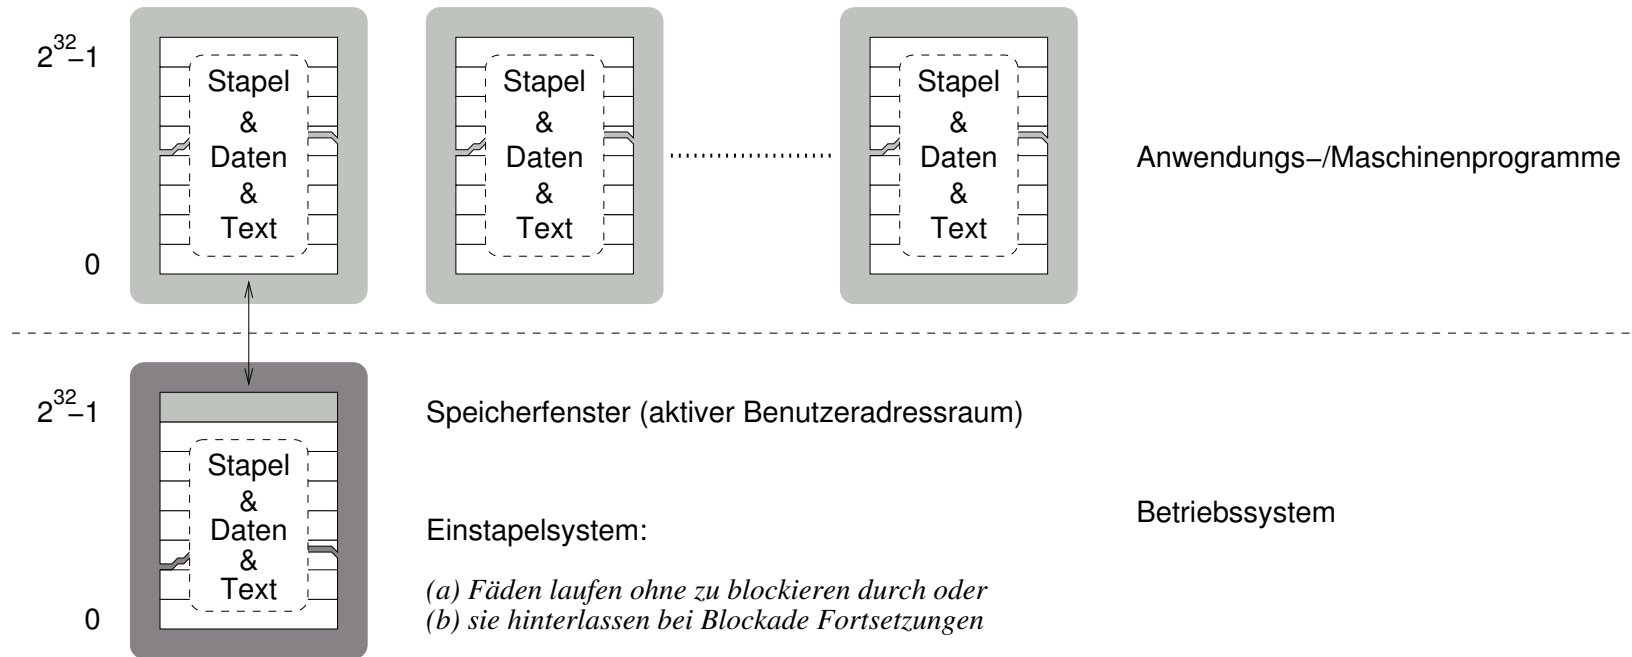 2^32–1
Stapel
&
Daten
&
Text
0
Stapel
&
Daten
&
Text
Stapel
&
Daten
&
Text
Anwendungs–/Maschinenprogramme
2^32–1
Stapel
&
Daten
&
Text
0
Speicherfenster (aktiver Benutzeradressraum)
Einstapelsystem:
(a) Fäden laufen ohne zu blockieren durch oder
(b) sie hinterlassen bei Blockade Fortsetzungen
Betriebssystem